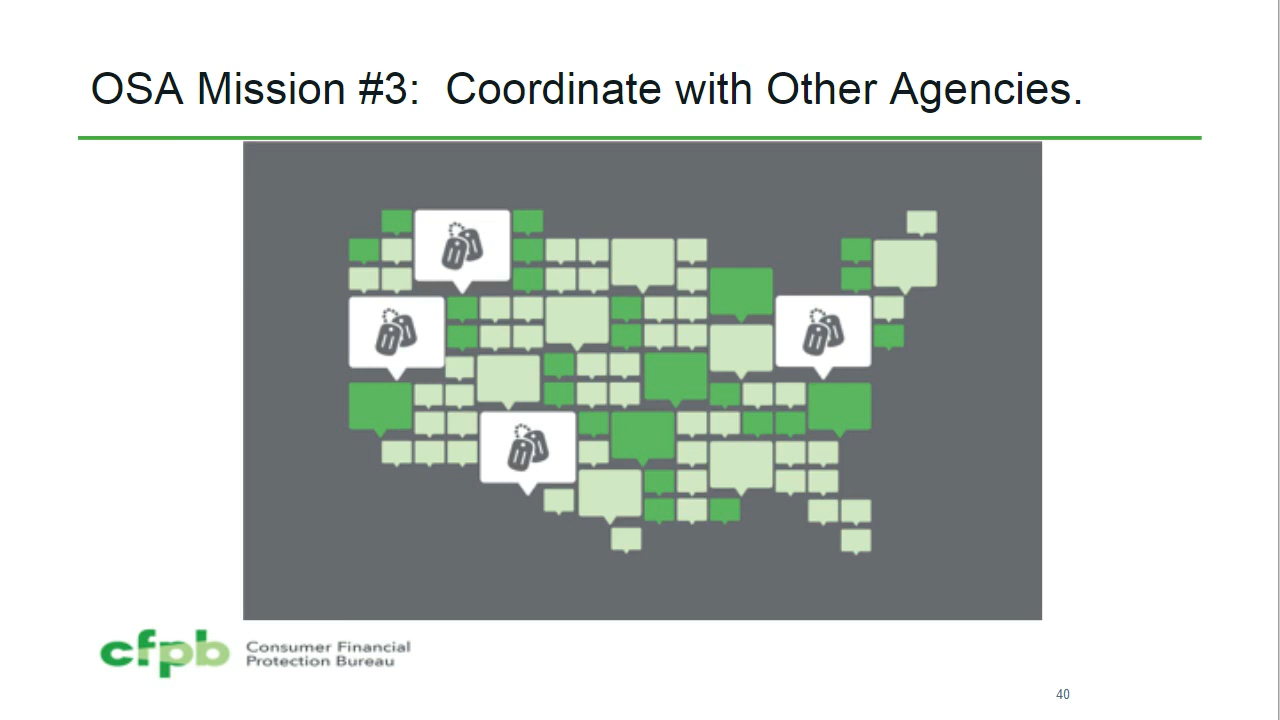 OSA Mission #3:  Coordinate with Other Agencies.
cfpb
Consumer Financial
Protection Bureau
40